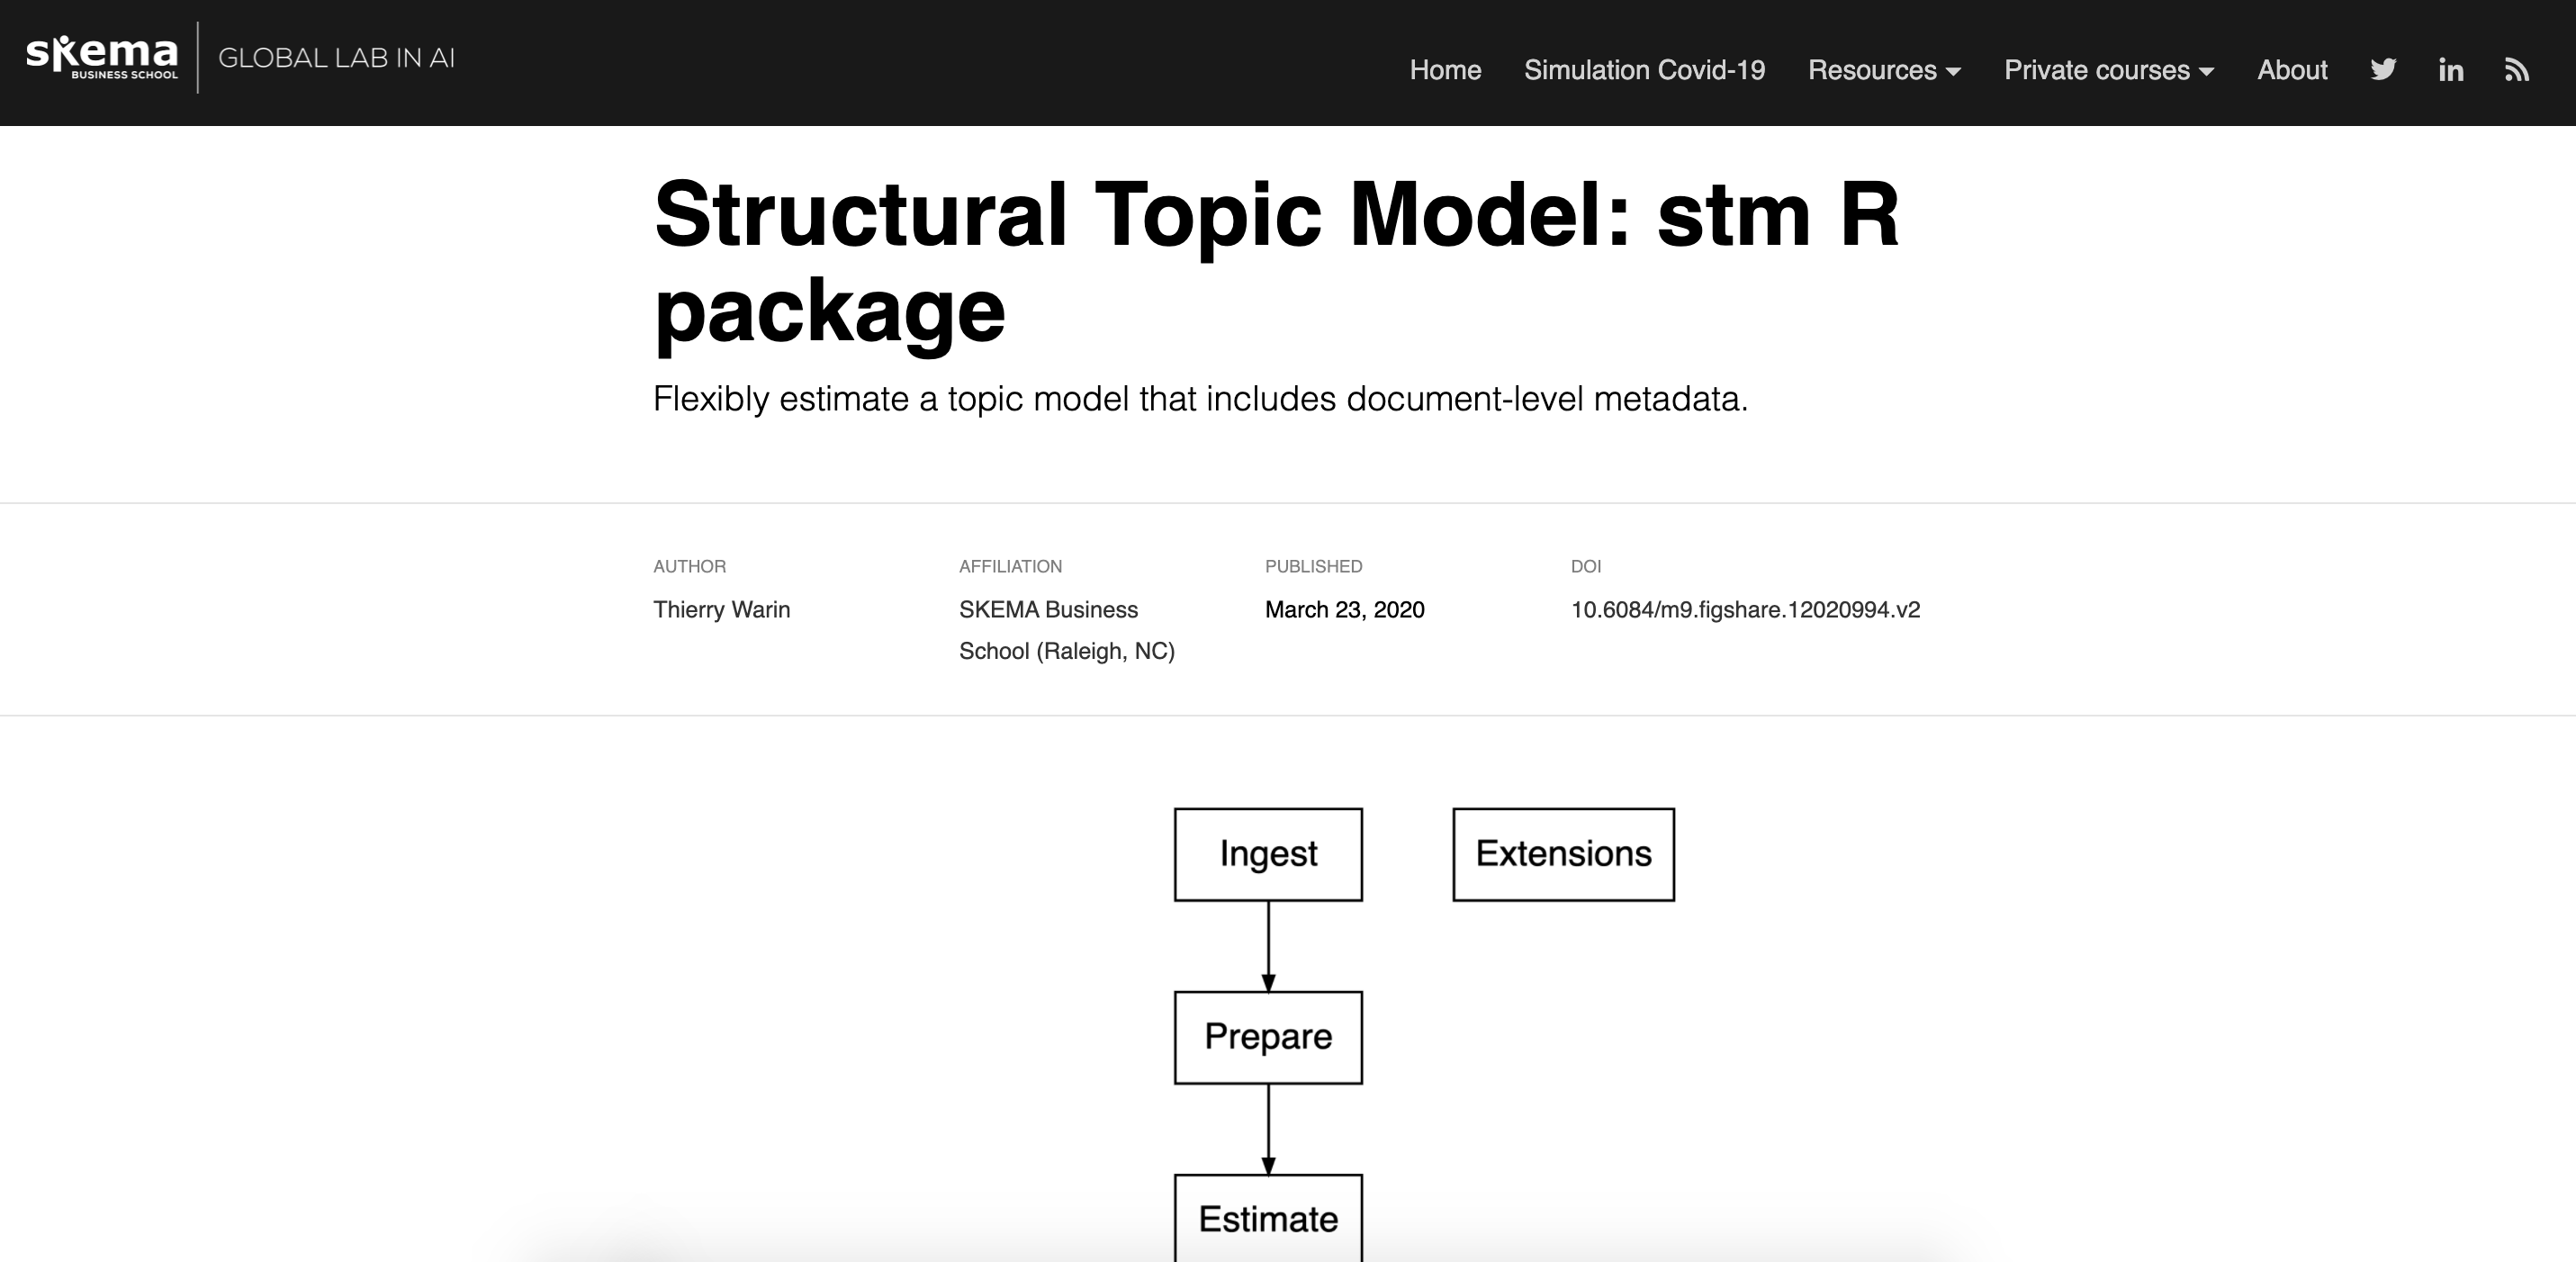 skema
BUSINESS SCHOOL
GLOBAL LAB IN AI
Home Simulation Covid-19 Resources Private courses About
Structural Topic Model: stm R
package
Flexibly estimate a topic model that includes document-level metadata.
AUTHOR AFFILIATION PUBLISHED DOI
Thierry Warin SKEMA Business March 23, 2020 10.6084/m9.figshare.12020994.v2
School (Raleigh, NC)
Ingest Extensions
Prepare
Estimate